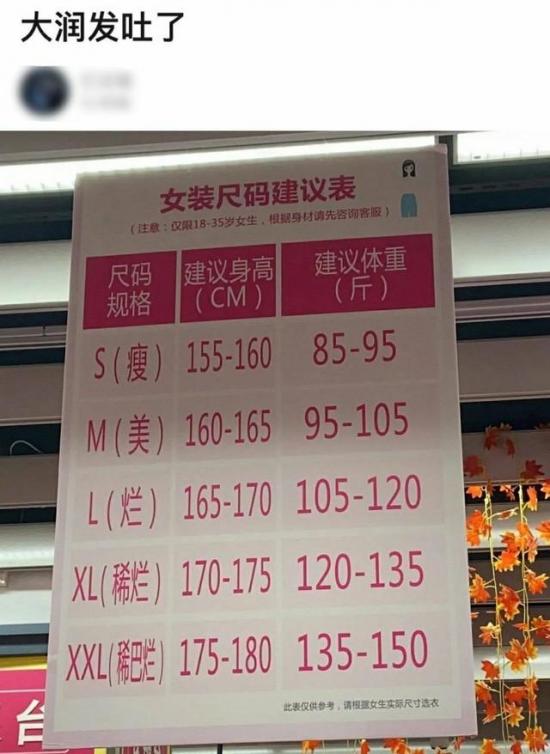 大润发吐了
女装尺码建议表
(注意:仅限18-35岁女生,根据身材请先咨询客服)
尺码规格 建议身高(CM) 建议体重(斤)
S(瘦) 155-160 85-95
M(美) 160-165 95-105
L(烂) 165-170 105-120
XL(稀烂) 170-175 120-135
XXL(稀巴烂) 175-180 135-150
此表仅供参考,请根据女生实际尺寸选衣
台